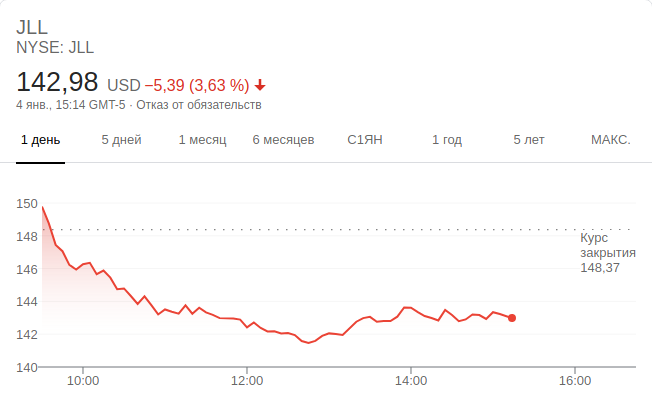 JLL
NYSE: JLL
142,98 USD −5,39 (3,63 %)
4 янв., 15:14 GMT-5 · Отказ от обязательств
1 день 5 дней 1 месяц 6 месяцев С1ЯН 1 год 5 лет МАКС.
150
148
146
144
142
140
Курс
закрытия
148,37
10:00 12:00 14:00 16:00